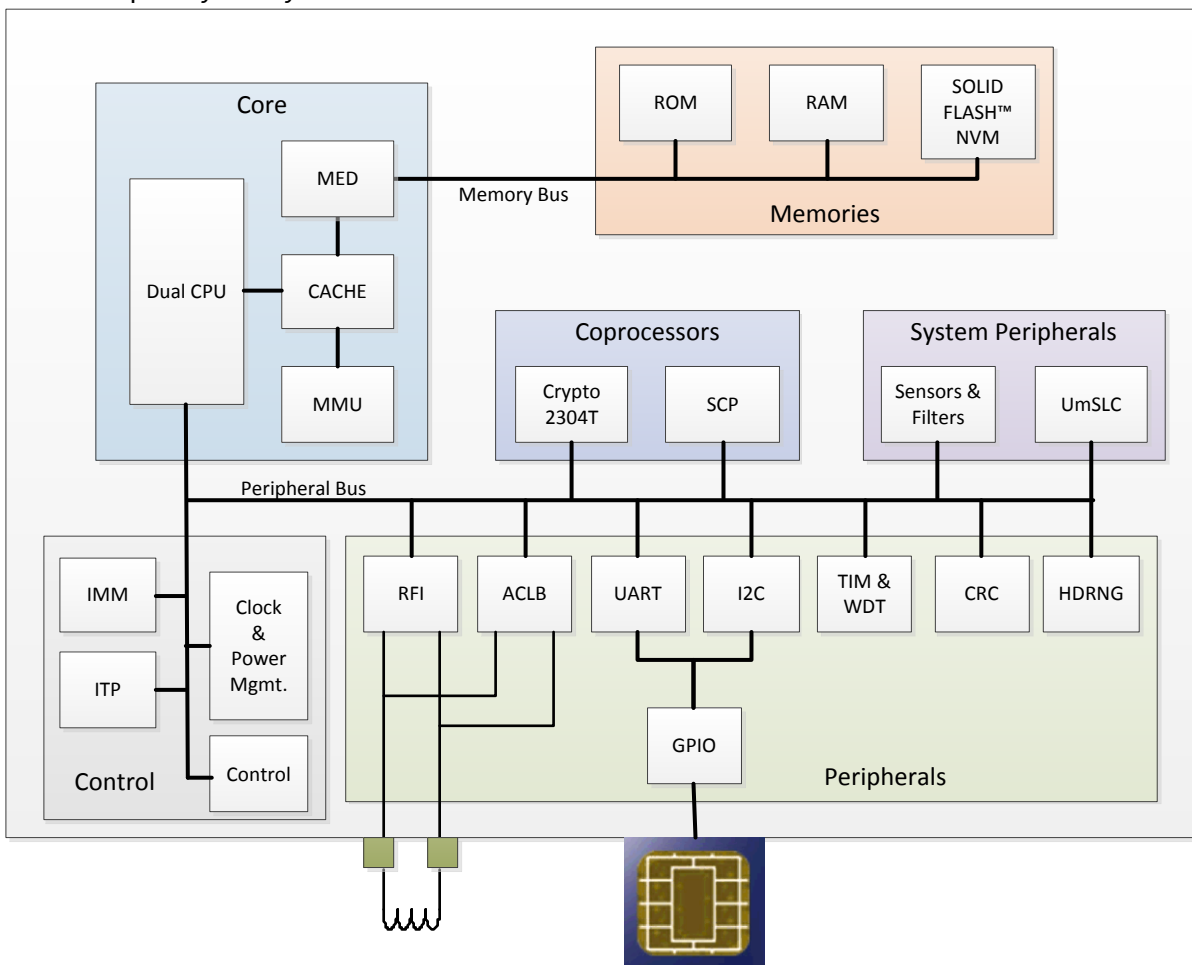 Core
MED
Dual CPU
CACHE
MMU
Memory Bus
ROM
RAM
SOLID
FLASH™
NVM
Memories
Coprocessors
Crypto
2304T
SCP
System Peripherals
Sensors &
Filters
UmSLC
Peripheral Bus
IMM
ITP
Clock
&
Power
Mgmt.
Control
Control
RFI
ACLB
UART
I2C
TIM &
WDT
CRC
HDRNG
GPIO
Peripherals